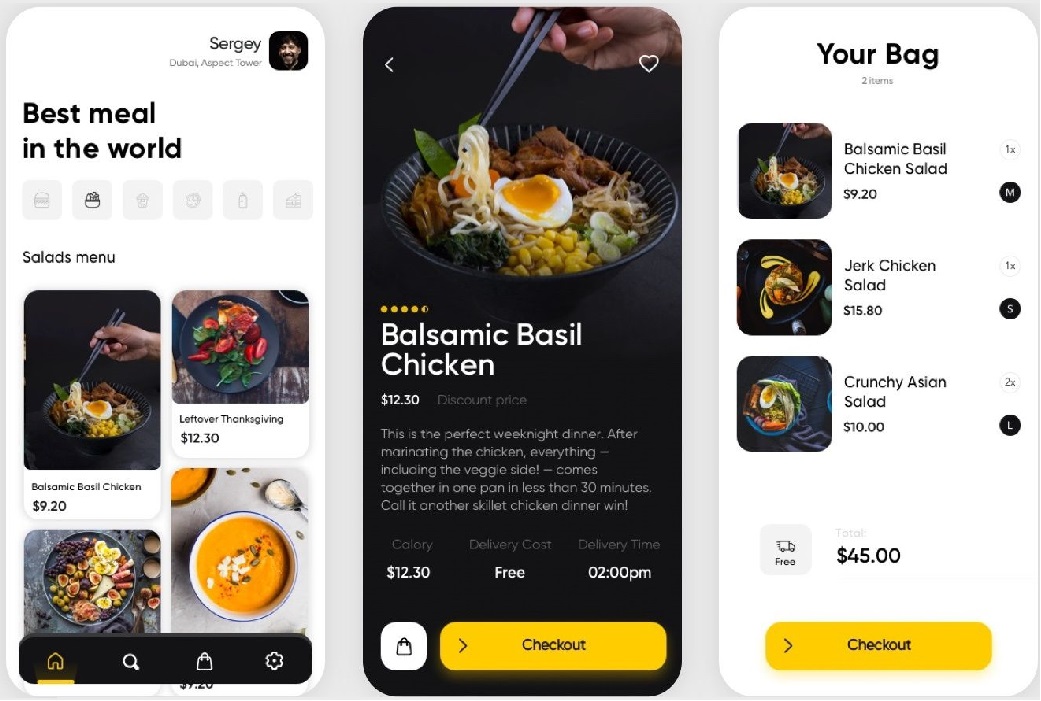 Sergey
Dubai, Aspect Tower
Best meal
in the world
Salads menu
Balsamic Basil Chicken
$9.20
Leftover Thanksgiving
$12.30
$9.20
Balsamic Basil
Chicken
$12.30 Discount price
This is the perfect weeknight dinner. After
marinating the chicken, everything —
including the veggie side! — comes
together in one pan in less than 30 minutes.
Call it another skillet chicken dinner win!
Calory Delivery Cost Delivery Time
$12.30 Free 02:00pm
Checkout
Your Bag
2 items
Balsamic Basil
Chicken Salad
$9.20
1x
M
Jerk Chicken
Salad
$15.80
1x
S
Crunchy Asian
Salad
$10.00
2x
L
Free
Total:
$45.00
Checkout